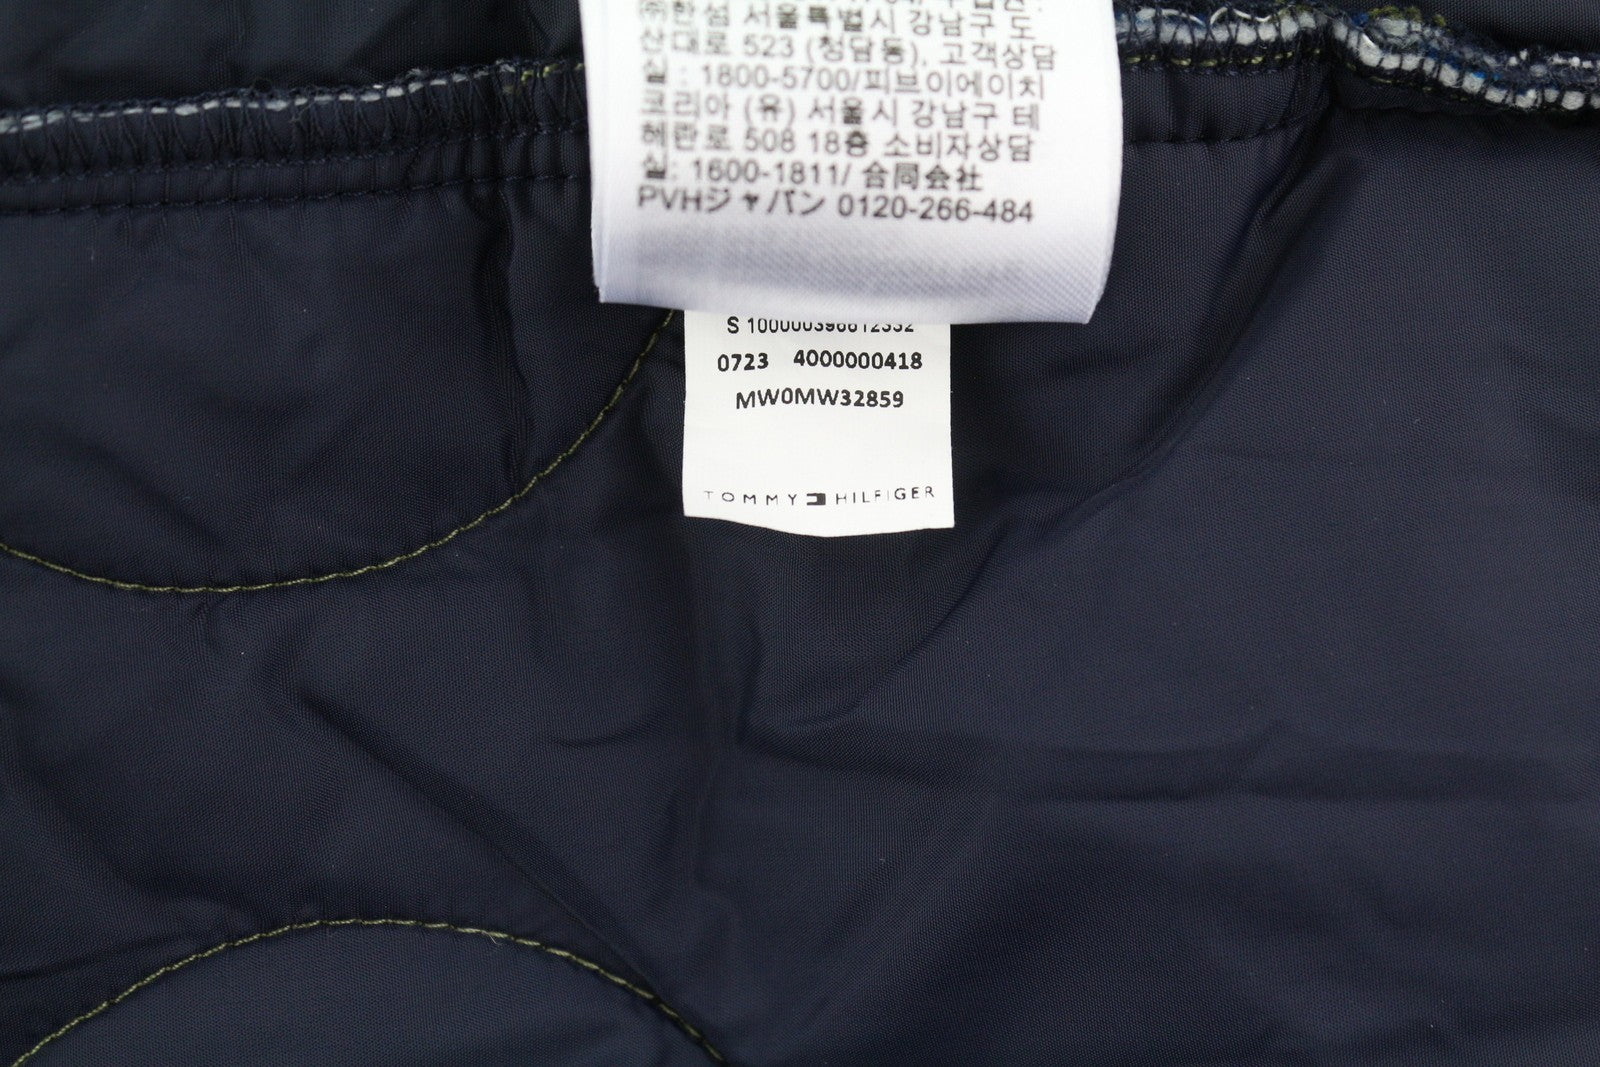 ㈜한섬 서울특별시 강남구 도
산대로 523 (청담동), 고객상담
실 : 1800-5700/피브이에이치
코리아 (유) 서울시 강남구 테
헤란로 508 18층 소비자상담
실: 1600-1811/ 合同会社
PVHジャパン 0120-266-484
S
0723 4000000418
MW0MW32859
TOMMY HILFIGER